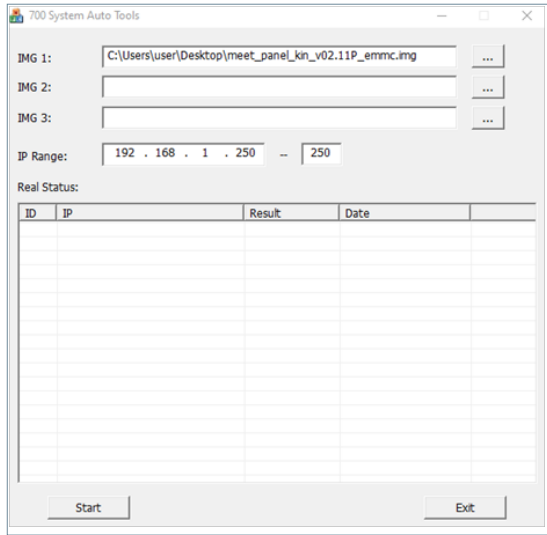 700 System Auto Tools
IMG 1: C:\Users\user\Desktop\meet_panel_kin_v02.11P_emmc.img ...
IMG 2: ...
IMG 3: ...
IP Range: 192 . 168 . 1 . 250 -- 250
Real Status:
ID IP Result Date
Start Exit